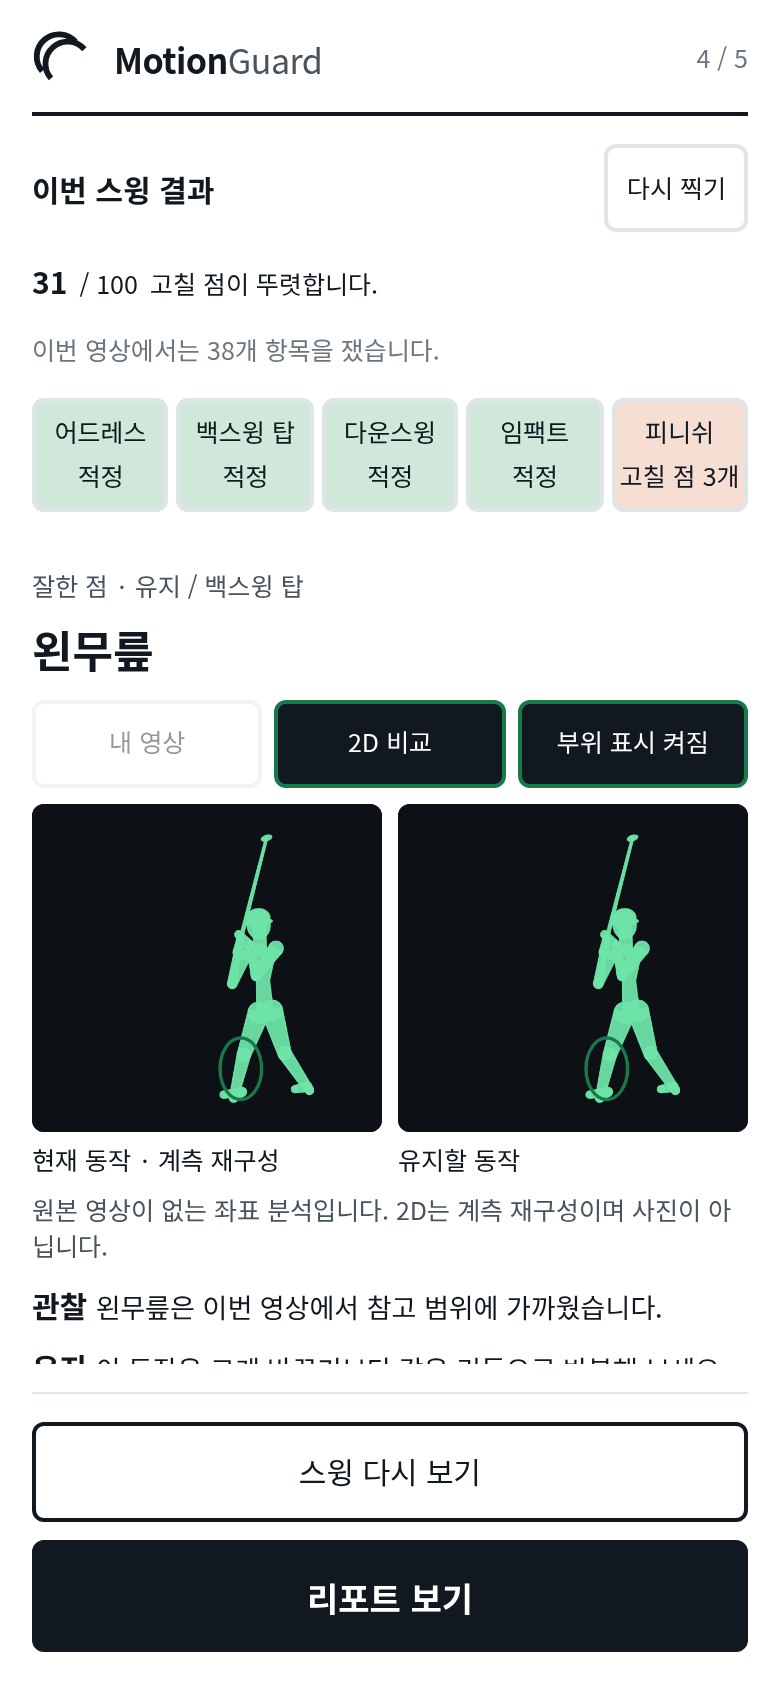 MotionGuard
4 / 5
이번 스윙 결과
다시 찍기
31 / 100 고칠 점이 뚜렷합니다.
이번 영상에서는 38개 항목을 쟀습니다.
어드레스
적정
백스윙 탑
적정
다운스윙
적정
임팩트
적정
피니쉬
고칠 점 3개
잘한 점 · 유지 / 백스윙 탑
왼무릎
내 영상
2D 비교
부위 표시 켜짐
현재 동작 · 계측 재구성
유지할 동작
원본 영상이 없는 좌표 분석입니다. 2D는 계측 재구성이며 사진이 아
닙니다.
관찰 왼무릎은 이번 영상에서 참고 범위에 가까웠습니다.
스윙 다시 보기
리포트 보기